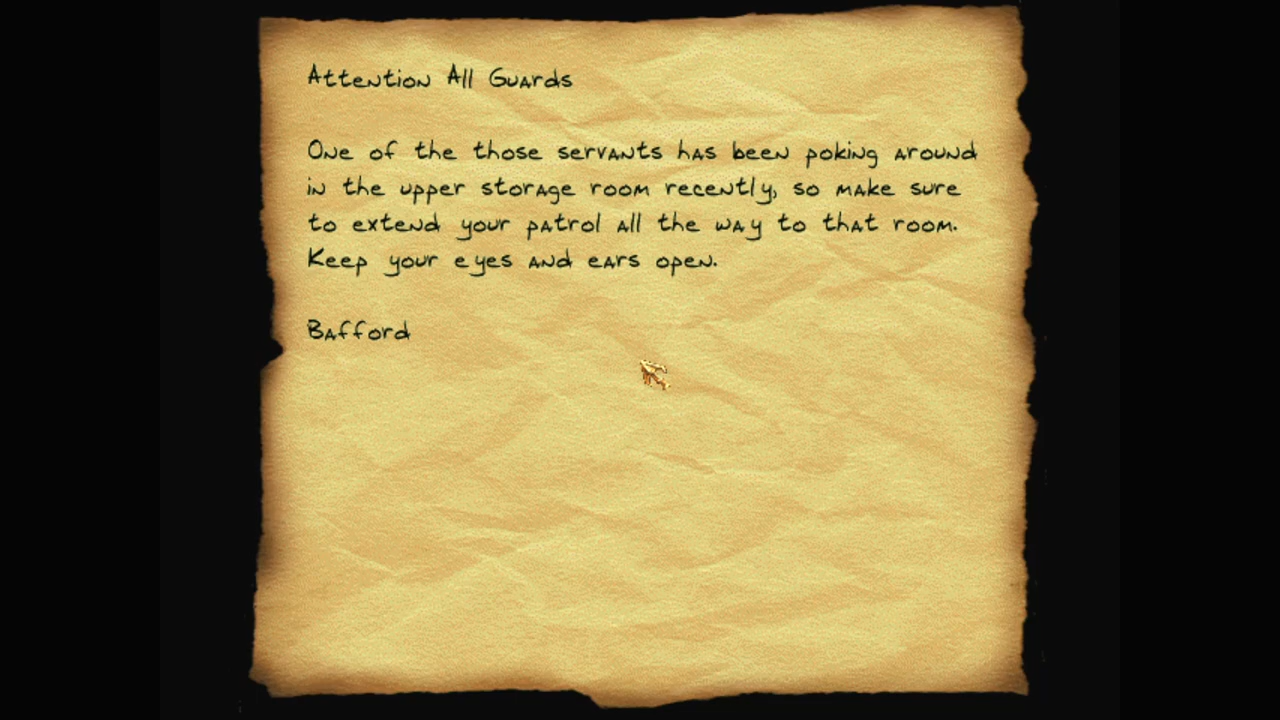 Attention All Guards
One of the those servants has been poking around
in the upper storage room recently, so make sure
to extend your patrol all the way to that room.
Keep your eyes and ears open.
Bafford